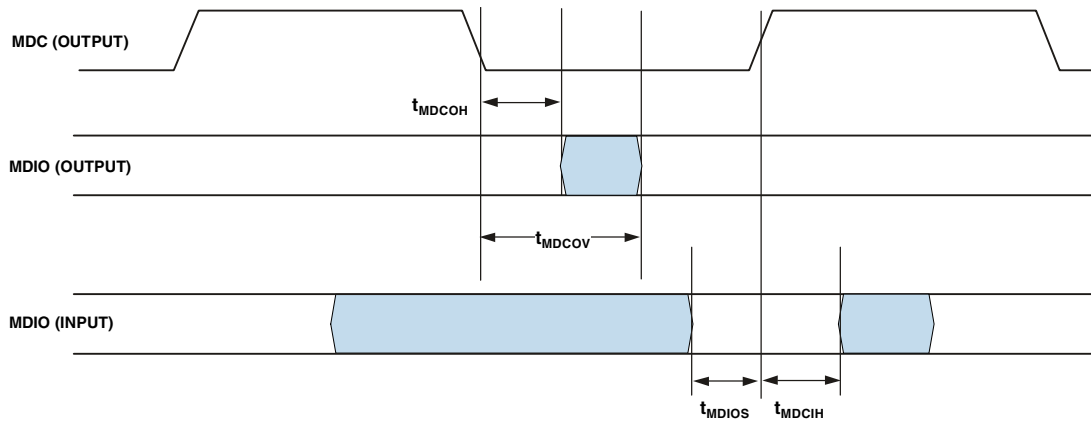 MDC (OUTPUT)
tMDCOH
MDIO (OUTPUT)
tMDCOV
MDIO (INPUT)
tMDIOS
tMDCIH